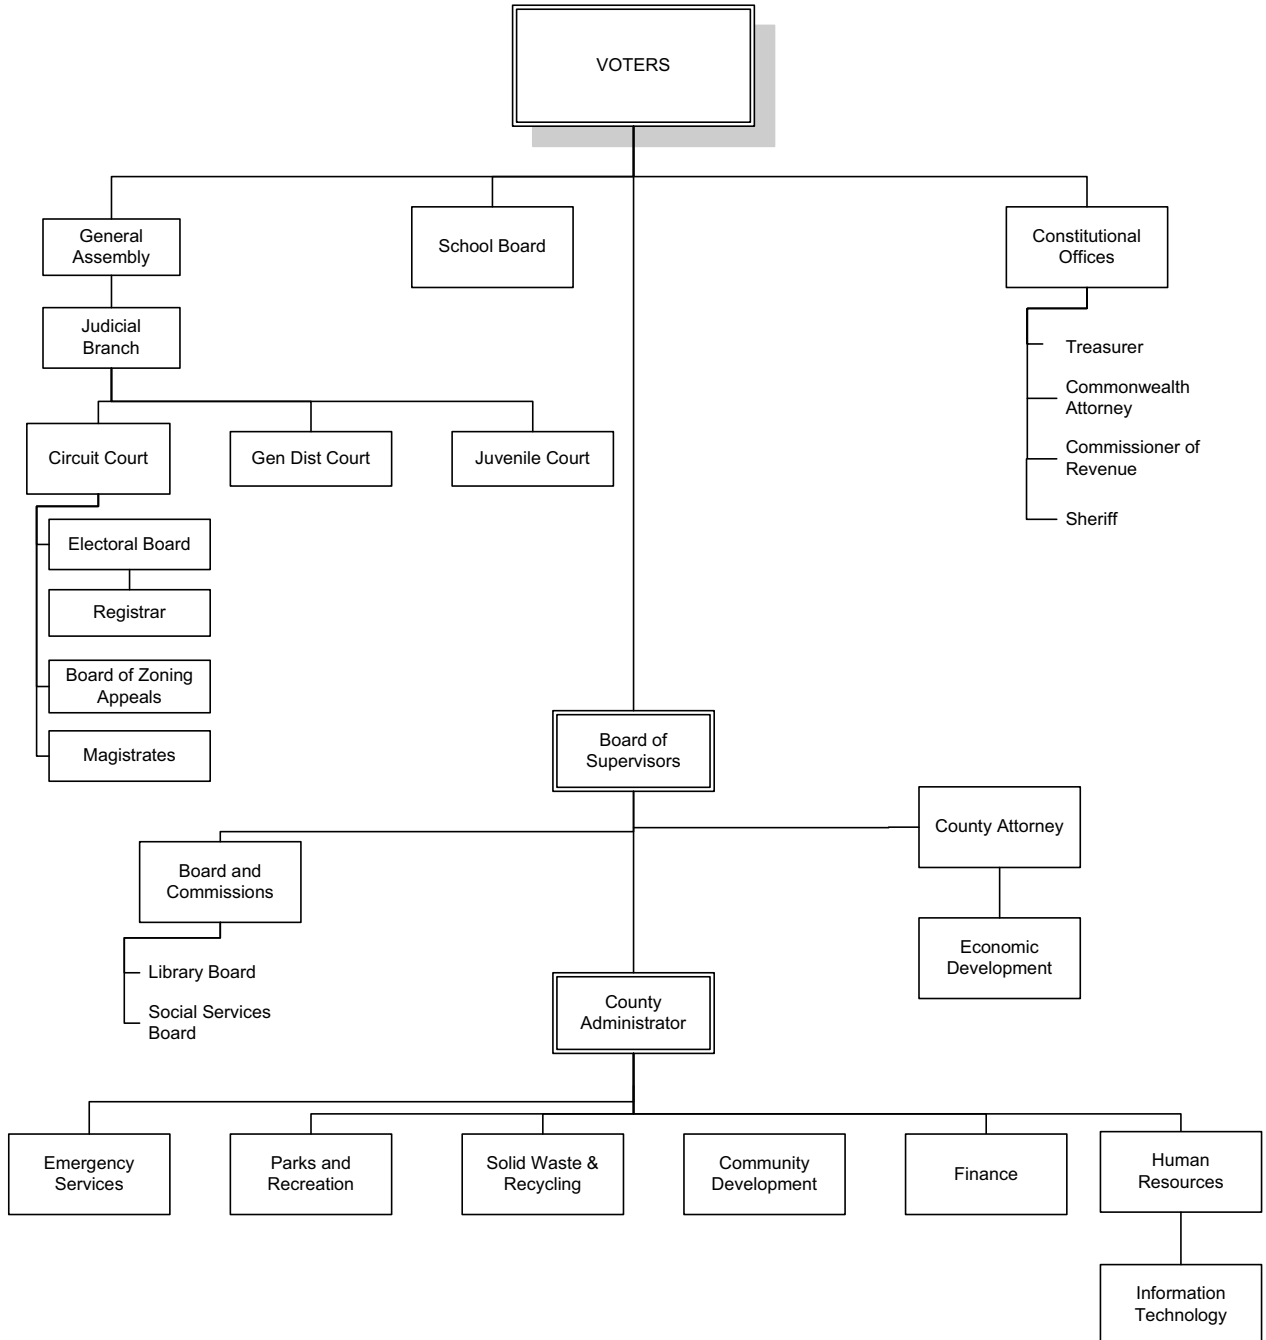 VOTERS
General
Assembly
School Board
Constitutional
Offices
Judicial
Branch
Treasurer
Commonwealth
Attorney
Commissioner of
Revenue
Sheriff
Circuit Court
Gen Dist Court
Juvenile Court
Electoral Board
Registrar
Board of Zoning
Appeals
Magistrates
Board of
Supervisors
County Attorney
Board and
Commissions
Economic
Development
Library Board
Social Services
Board
County
Administrator
Emergency
Services
Parks and
Recreation
Solid Waste &
Recycling
Community
Development
Finance
Human
Resources
Information
Technology